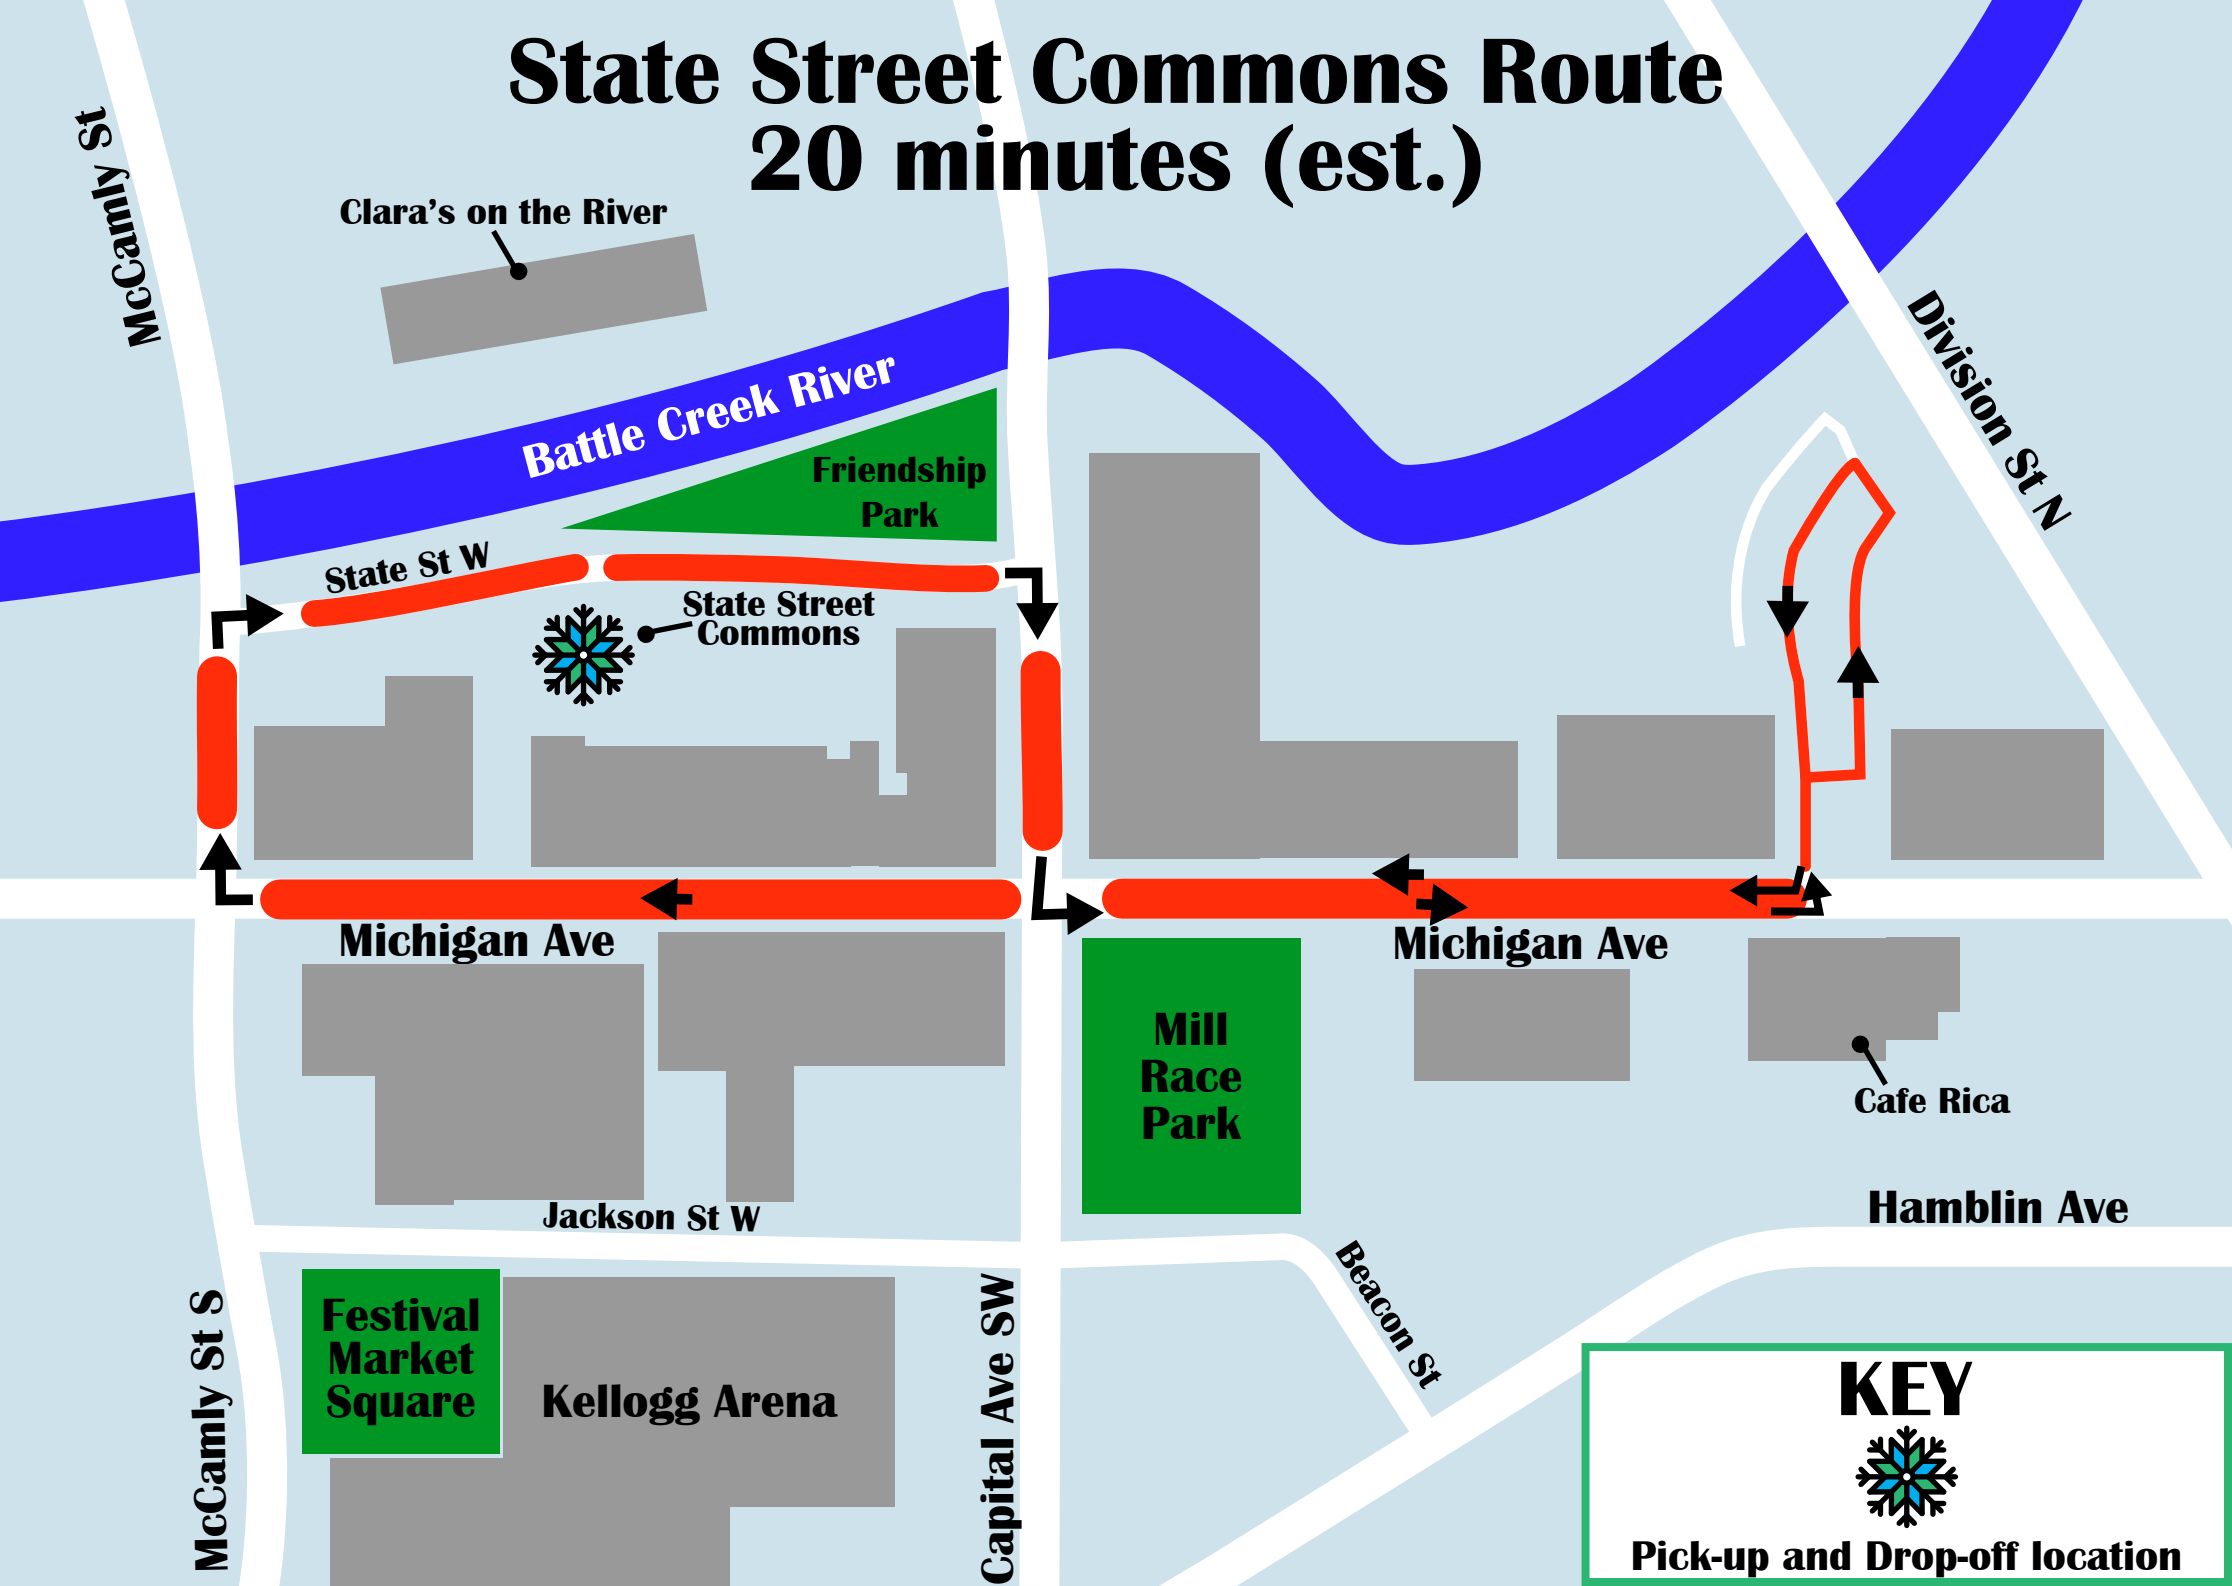 State Street Commons Route
20 minutes (est.)
McCamly St
Clara's on the River
Division St N
Battle Creek River
Friendship
Park
State St W
State Street
Commons
Michigan Ave
Michigan Ave
Mill
Race
Park
Cafe Rica
Jackson St W
Hamblin Ave
Beacon St
McCamly St S
Festival
Market
Square
Kellogg Arena
Capital Ave SW
KEY
Pick-up and Drop-off location